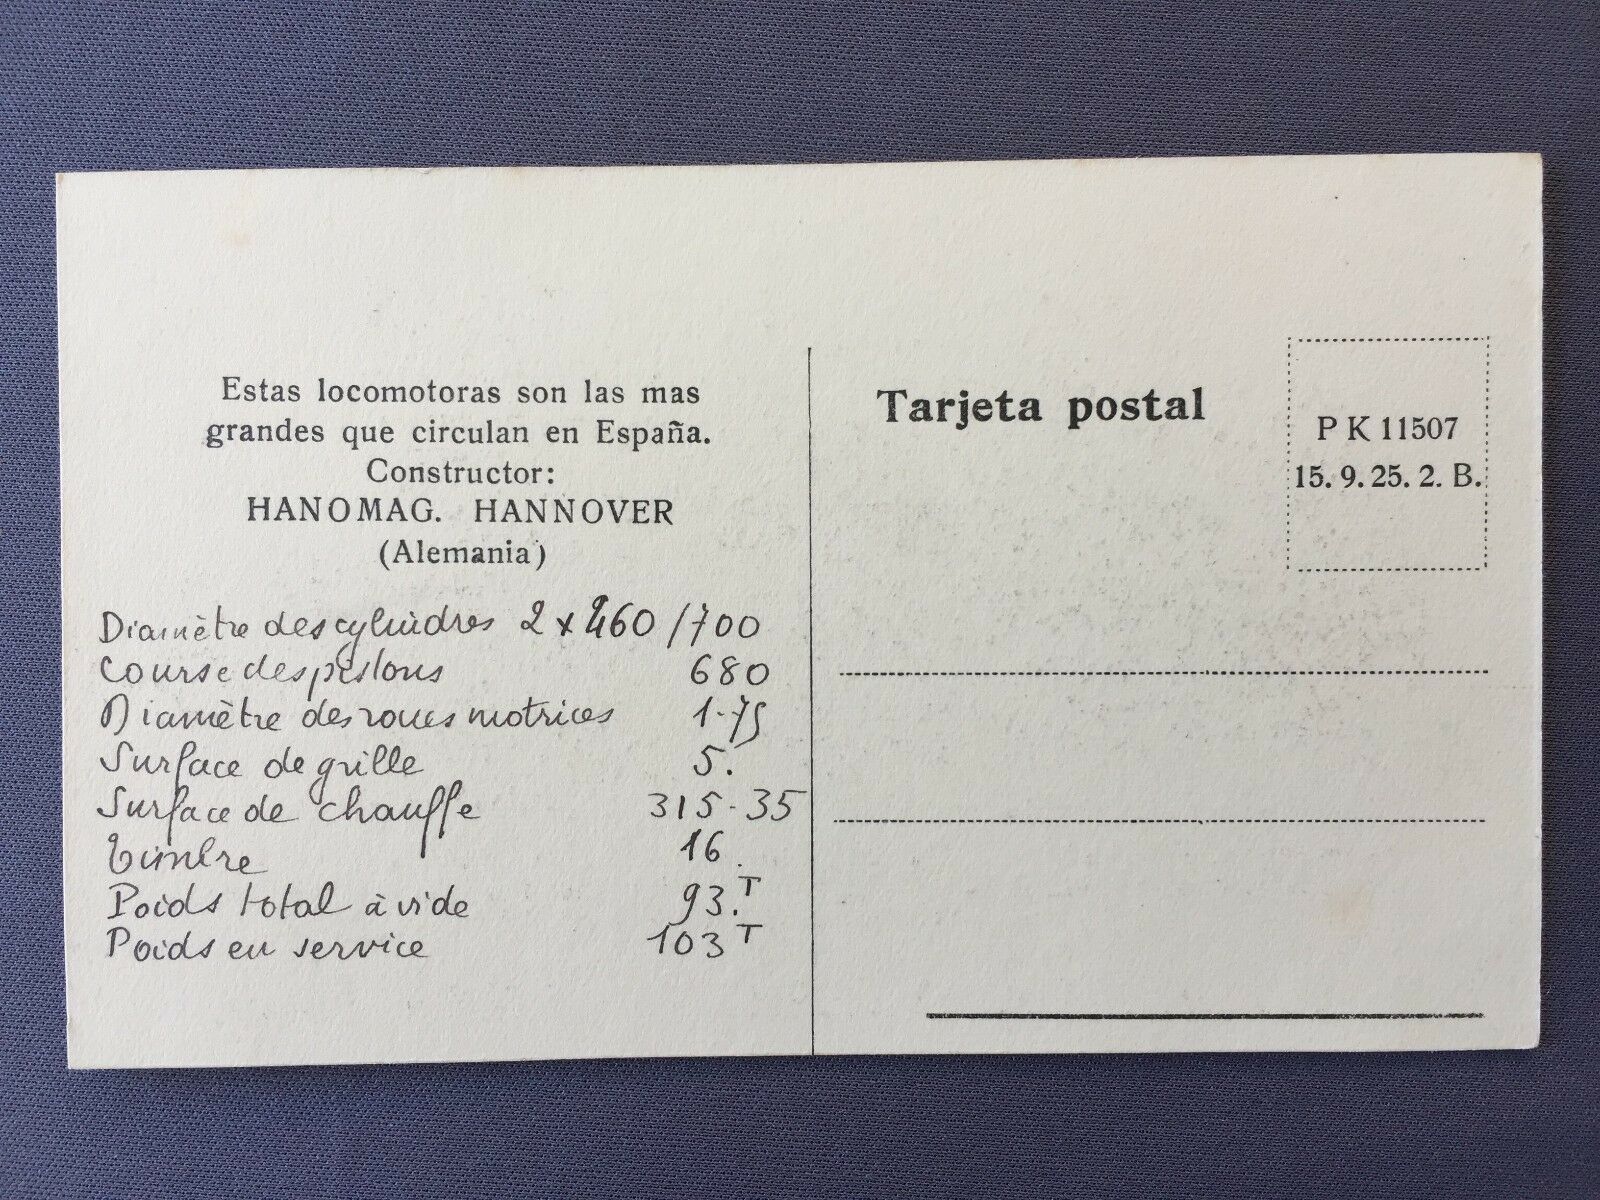 Estas locomotoras son las mas
grandes que circulan en España.
Constructor:
HANOMAG. HANNOVER
(Alemania)
Diamètre des cylindres 2 x 460/700
Course des pistons 680
Diamètre des roues motrices 1.75
Surface de grille 5.
Surface de chauffe 315.35
Timbre 16.
Poids total à vide 93.T
Poids en service 103T
Tarjeta postal
P K 11507
15. 9. 25. 2. B.